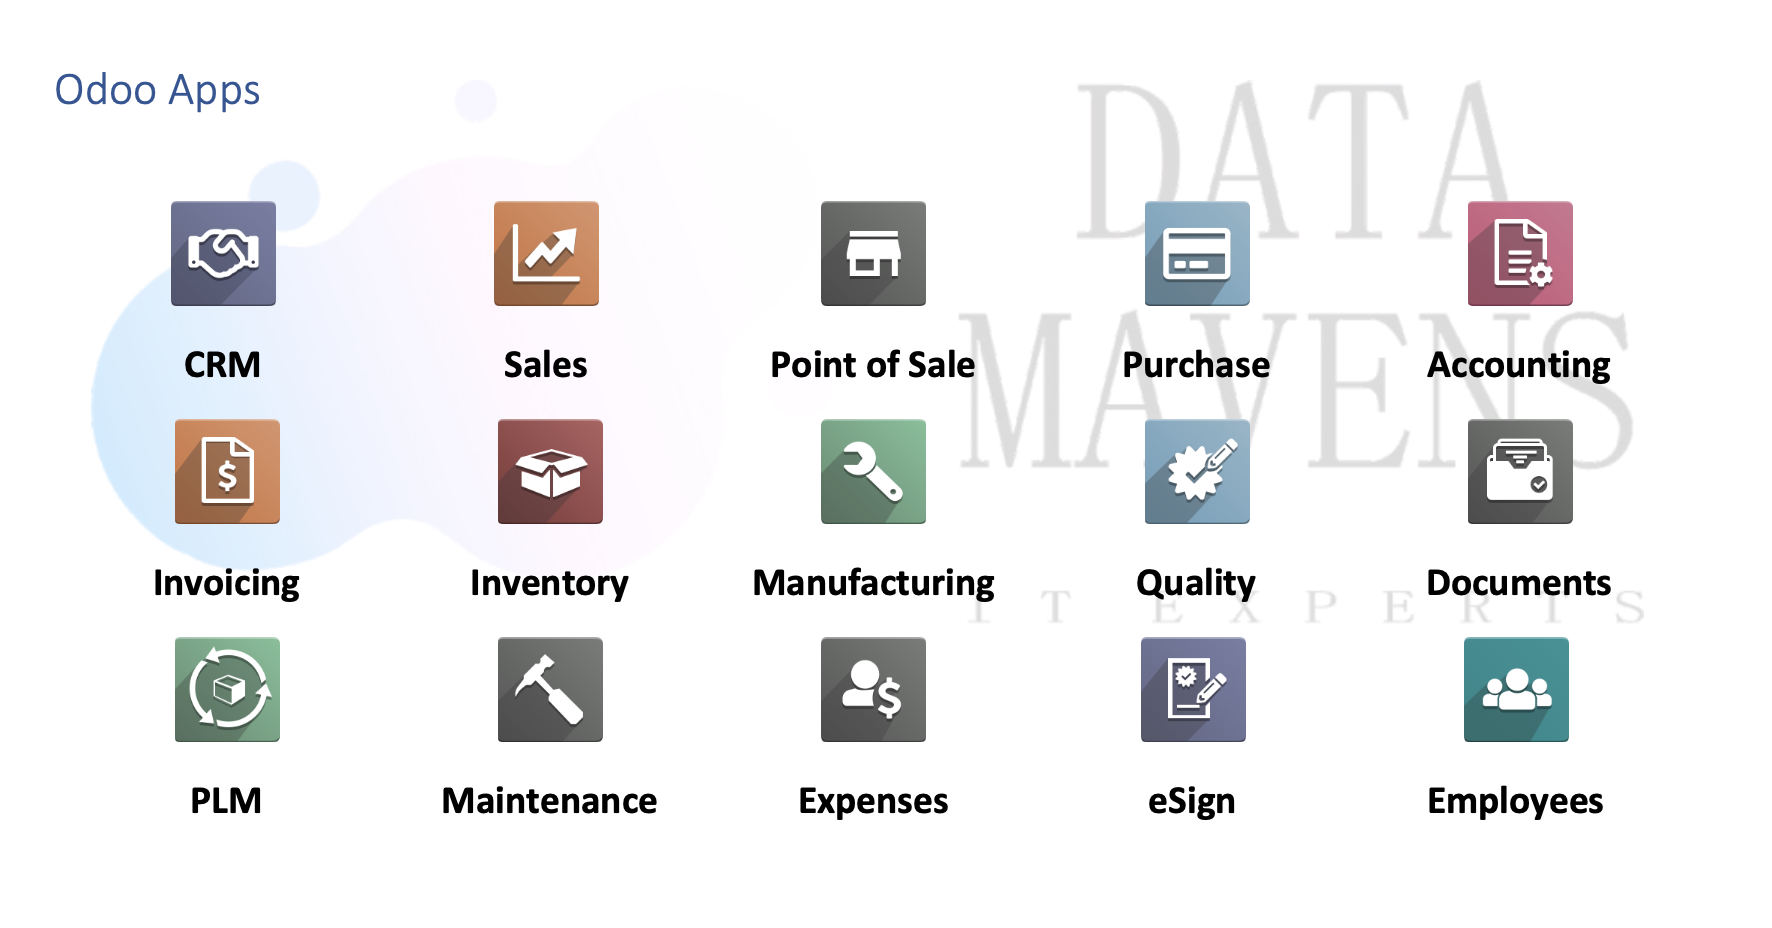 Odoo Apps
DATA
MAVENS
IT EXPERTS
CRM
Sales
Point of Sale
Purchase
Accounting
$
Invoicing
Inventory
Manufacturing
Quality
Documents
PLM
Maintenance
$
Expenses
eSign
Employees